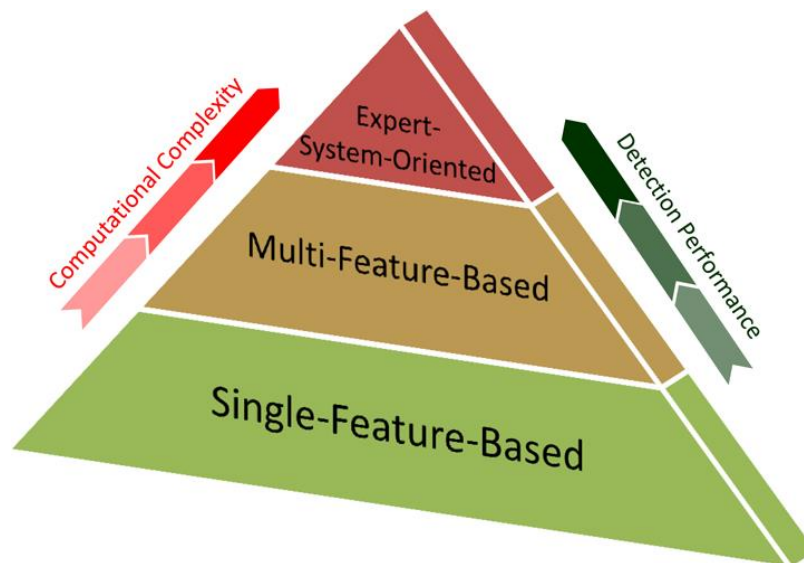 Computational Complexity
Expert-
System-Oriented
Detection Performance
Multi-Feature-Based
Single-Feature-Based